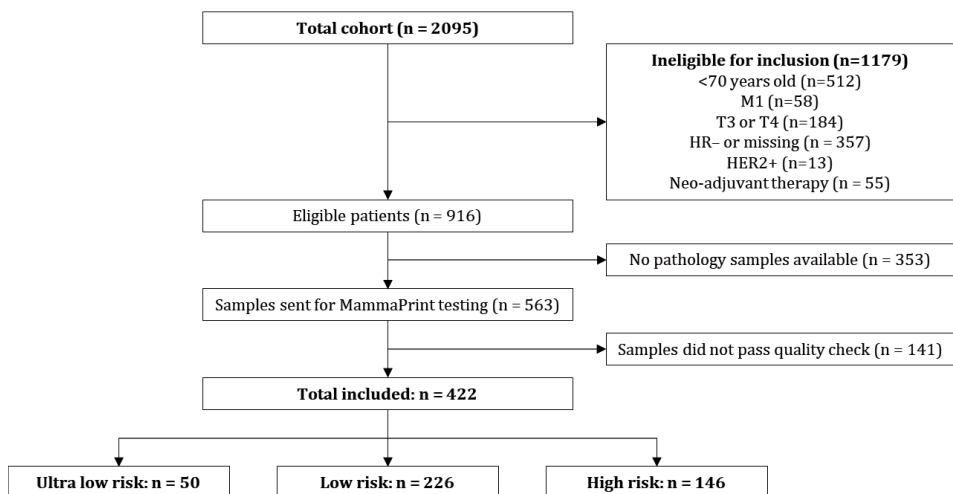 Total cohort (n = 2095)
Ineligible for inclusion (n=1179)
<70 years old (n=512)
M1 (n=58)
T3 or T4 (n=184)
HR– or missing (n = 357)
HER2+ (n=13)
Neo-adjuvant therapy (n = 55)
Eligible patients (n = 916)
No pathology samples available (n = 353)
Samples sent for MammaPrint testing (n = 563)
Samples did not pass quality check (n = 141)
Total included: n = 422
Ultra low risk: n = 50
Low risk: n = 226
High risk: n = 146